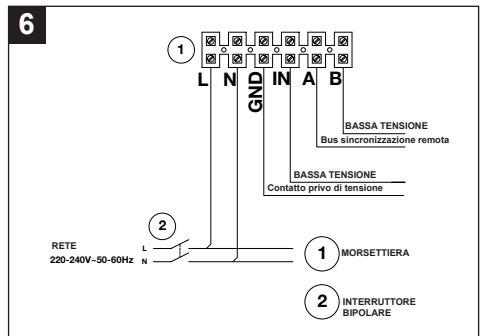 6
1
L N GND IN A B
BASSA TENSIONE
Bus sincronizzazione remota
BASSA TENSIONE
Contatto privo di tensione
2
RETE
220-240V~50-60Hz
L
N
1 MORSETTIERA
2 INTERRUTTORE
BIPOLARE